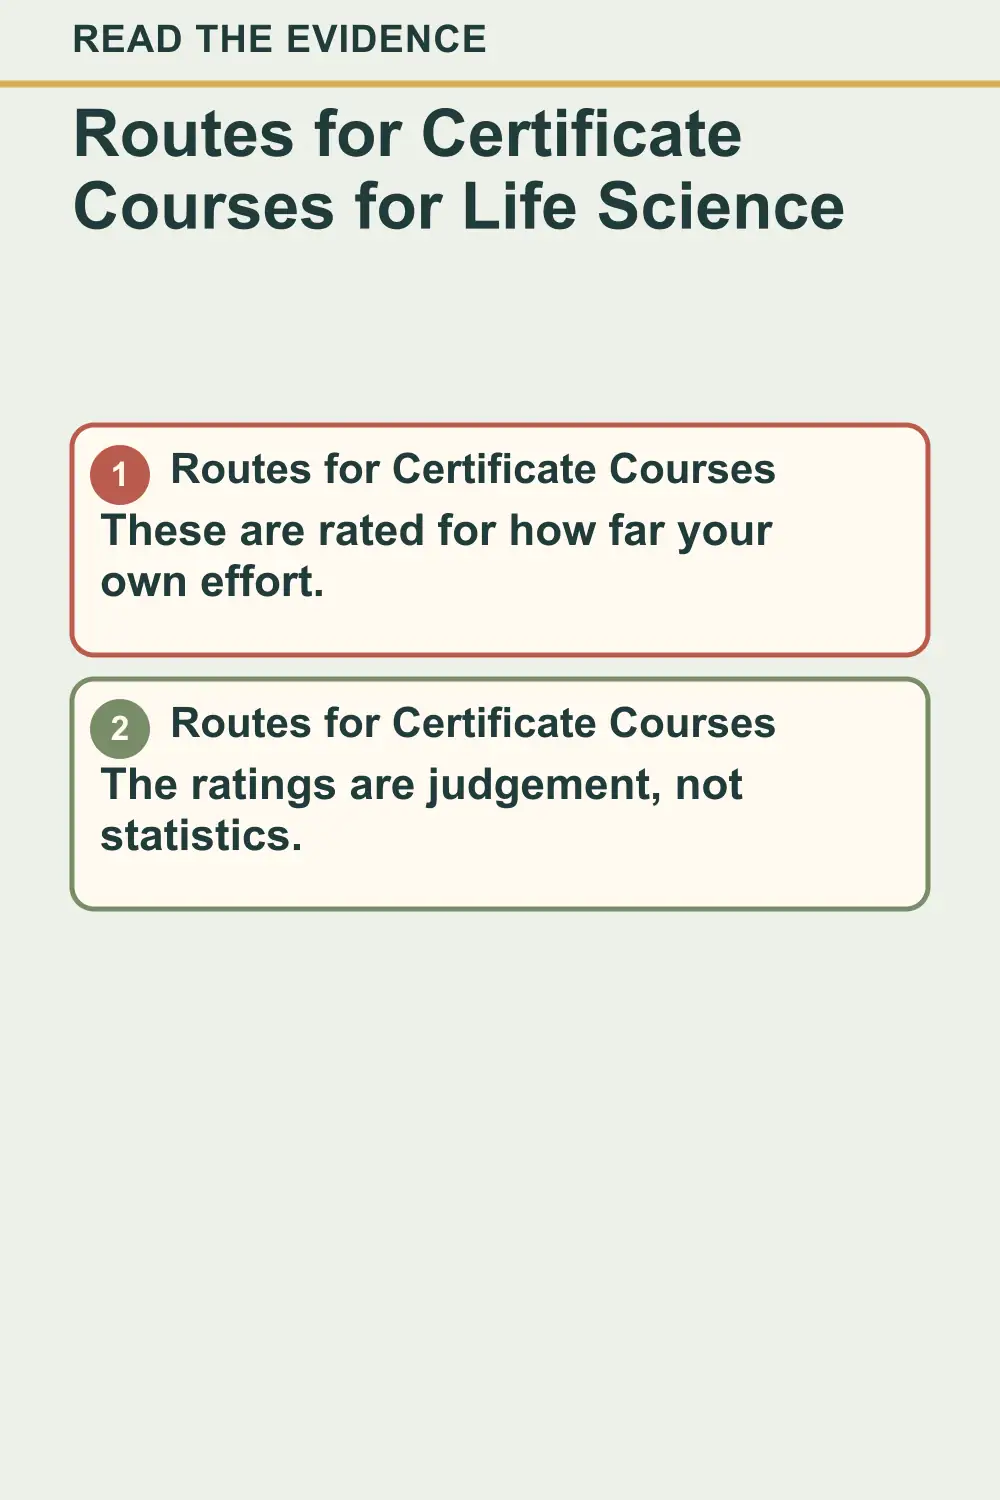 READ THE EVIDENCE
Routes for Certificate
Courses for Life Science
1 Routes for Certificate Courses
These are rated for how far your
own effort.
2 Routes for Certificate Courses
The ratings are judgement, not
statistics.